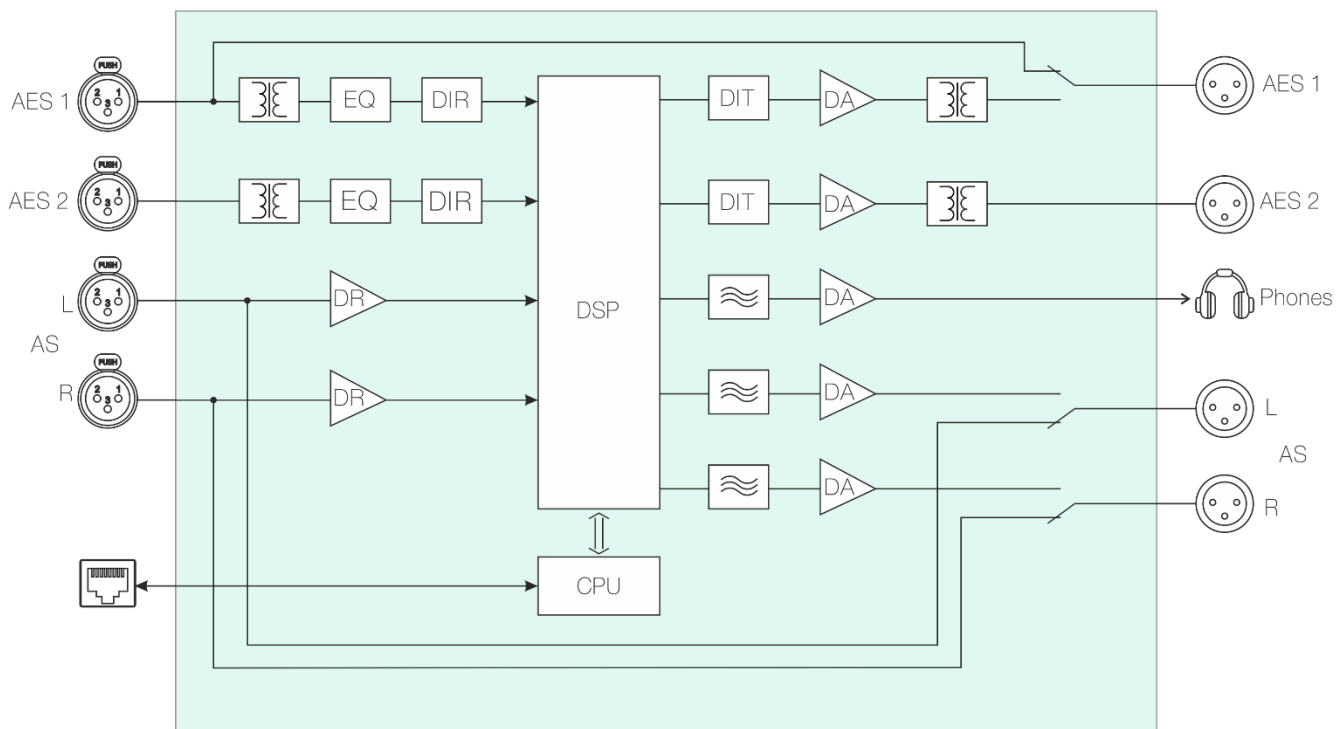 PUSH
2 1
3
AES 1
EQ
DIR
DIT
DA
AES 1
PUSH
2 1
3
AES 2
EQ
DIR
DIT
DA
AES 2
PUSH
2 1
3
L
DR
DSP
DA
Phones
AS
PUSH
2 1
3
R
DR
DA
L
AS
DA
R
CPU